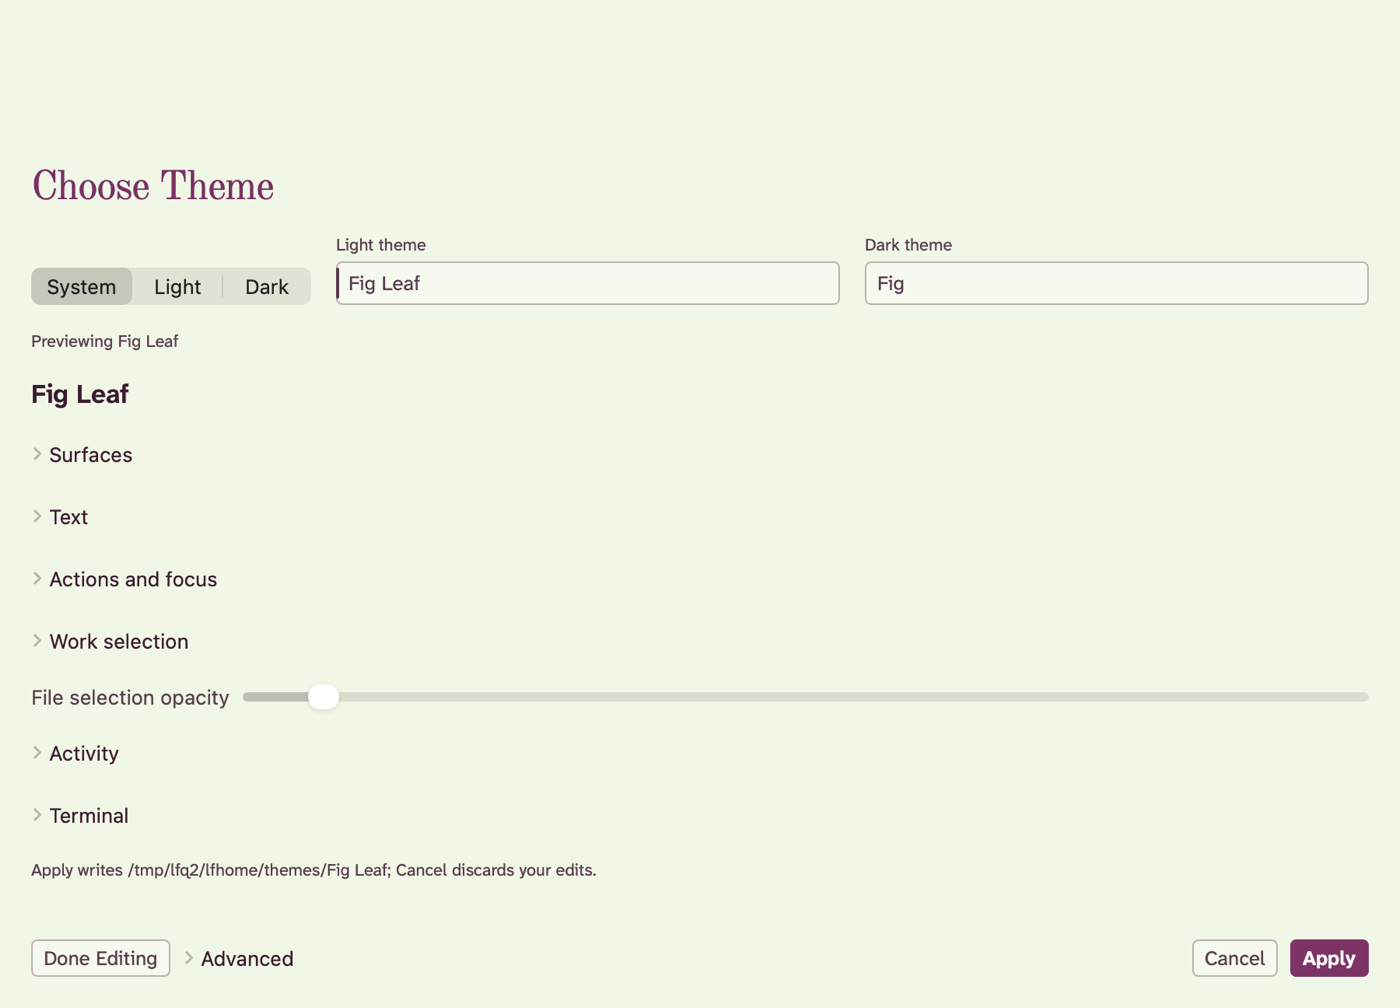 Choose Theme
Light theme
Dark theme
System Light Dark
Fig Leaf
Fig
Previewing Fig Leaf
Fig Leaf
Surfaces
Text
Actions and focus
Work selection
File selection opacity
Activity
Terminal
Apply writes /tmp/lfq2/lfhome/themes/Fig Leaf; Cancel discards your edits.
Done Editing
Advanced
Cancel
Apply